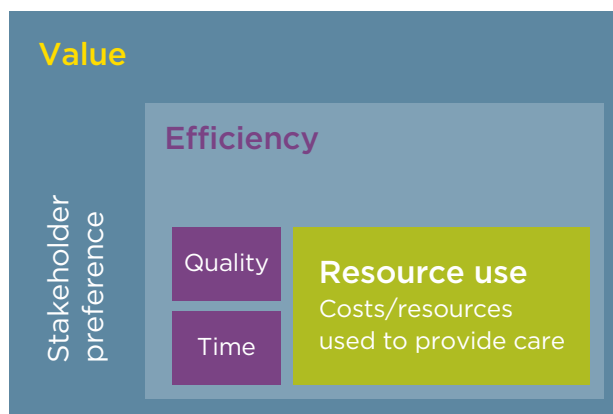 Value
Stakeholder
preference
Efficiency
Quality
Time
Resource use
Costs/resources
used to provide care